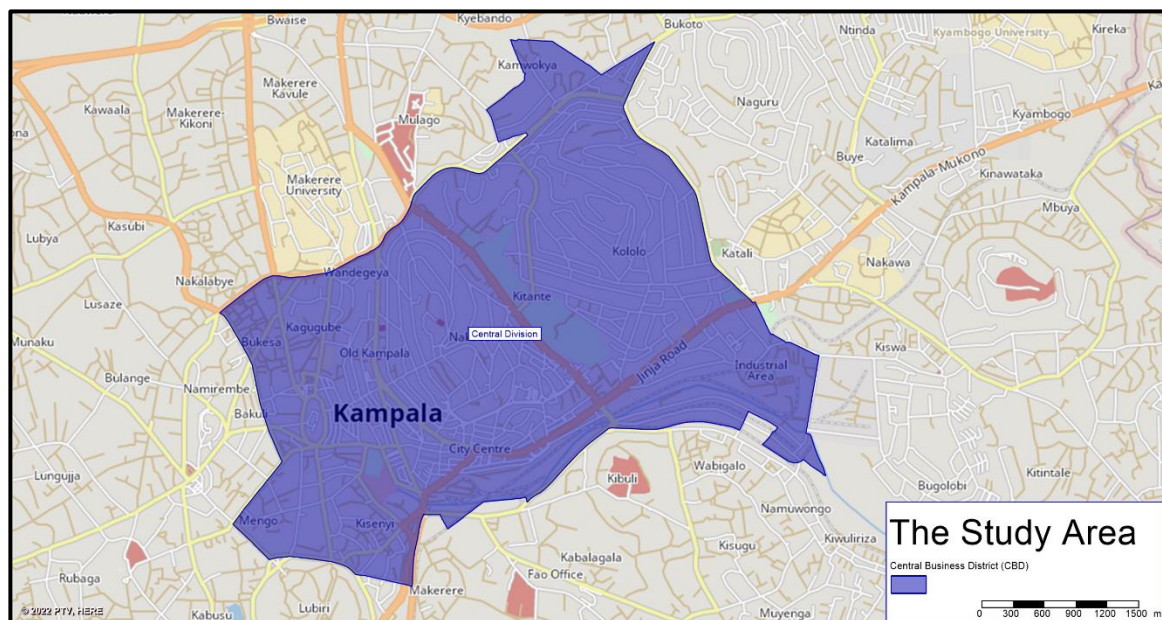 Bwaise
Kyebando
Bukoto
Ntinda
Kyambogo University
Kireka
Kamwokya
Makerere
Kavule
Kawaala
Makerere-
Kikoni
Mulago
Naguru
Kyambogo
Katalima
Buye
Kampala-Mukono
Kinawataka
Makerere
University
Mbuya
Kasubi
Lubya
Kololo
Katali
Nakawa
Wandegeya
Nakalabye
Lusaze
Kitante
Kagugube
Central Division
Bukesa
Munaku
Old Kampala
Kiswa
Jinja Road
Industrial
Area
Bulange
Namirembe
Bakuli
Kampala
City Centre
Wabigalo
Kibuli
Lungujja
Bugolobi
Kitintale
Namuwongo
Mengo
Kisenyi
The Study Area
Kiwuliriza
Kisugu
Kabalagala
Fao Office
Central Business District (CBD)
Rubaga
Makerere
Lubiri
Kabusu
Muyenga
© 2022 PTV, HERE
0 300 600 900 1200 1500 m